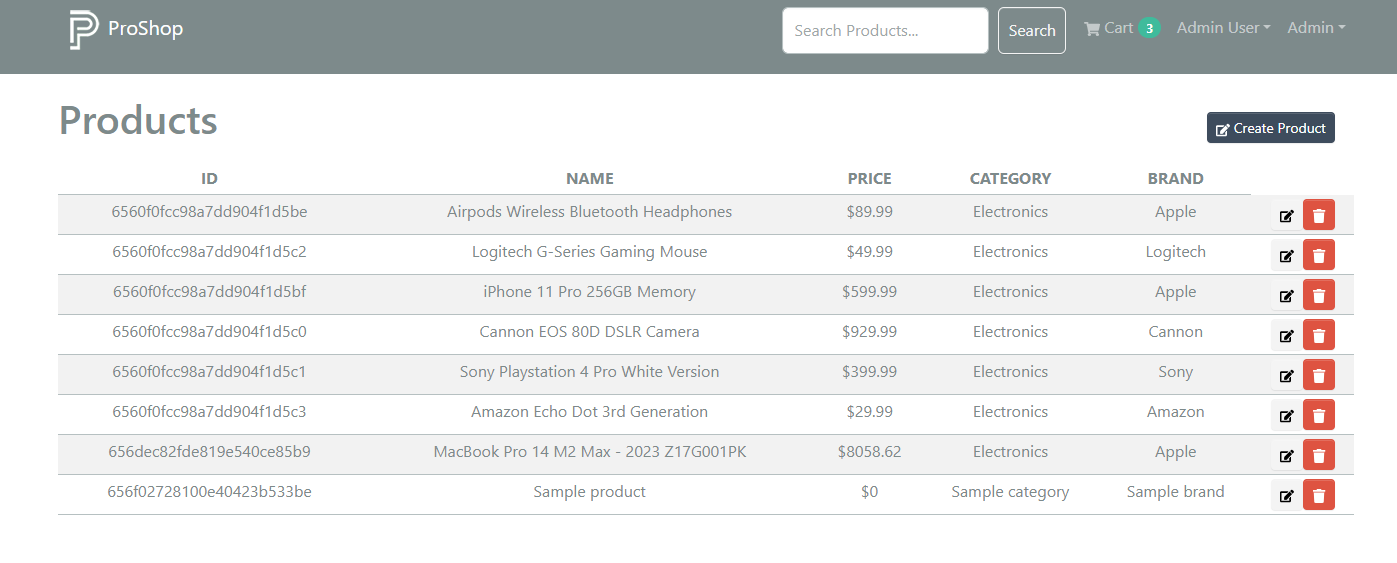 ProShop Search Products... Search Cart 3 Admin User Admin
Products
Create Product
ID NAME PRICE CATEGORY BRAND
6560f0fcc98a7dd904f1d5be Airpods Wireless Bluetooth Headphones $89.99 Electronics Apple
6560f0fcc98a7dd904f1d5c2 Logitech G-Series Gaming Mouse $49.99 Electronics Logitech
6560f0fcc98a7dd904f1d5bf iPhone 11 Pro 256GB Memory $599.99 Electronics Apple
6560f0fcc98a7dd904f1d5c0 Cannon EOS 80D DSLR Camera $929.99 Electronics Cannon
6560f0fcc98a7dd904f1d5c1 Sony Playstation 4 Pro White Version $399.99 Electronics Sony
6560f0fcc98a7dd904f1d5c3 Amazon Echo Dot 3rd Generation $29.99 Electronics Amazon
656dec82fde819e540ce85b9 MacBook Pro 14 M2 Max - 2023 Z17G001PK $8058.62 Electronics Apple
656f02728100e40423b533be Sample product $0 Sample category Sample brand